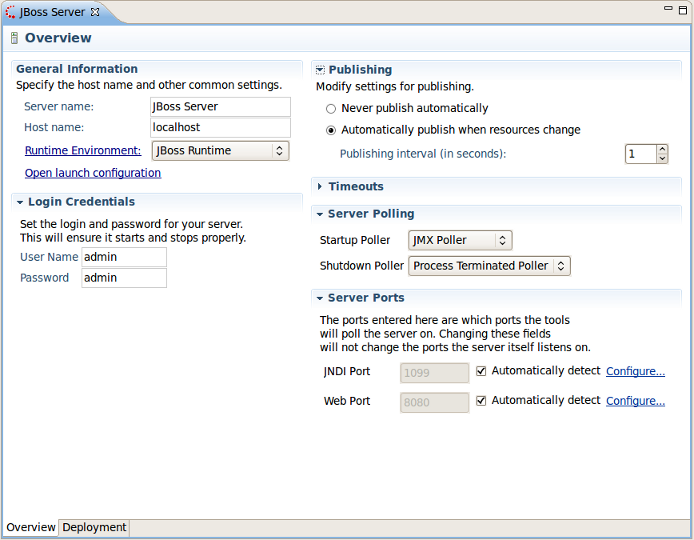 JBoss Server
Overview
General Information
Specify the host name and other common settings.
Server name: JBoss Server
Host name: localhost
Runtime Environment: JBoss Runtime
Open launch configuration
Login Credentials
Set the login and password for your server.
This will ensure it starts and stops properly.
User Name admin
Password admin
Publishing
Modify settings for publishing.
Never publish automatically
Automatically publish when resources change
Publishing interval (in seconds): 1
Timeouts
Server Polling
Startup Poller JMX Poller
Shutdown Poller Process Terminated Poller
Server Ports
The ports entered here are which ports the tools
will poll the server on. Changing these fields
will not change the ports the server itself listens on.
JNDI Port 1099 Automatically detect Configure...
Web Port 8080 Automatically detect Configure...
Overview Deployment